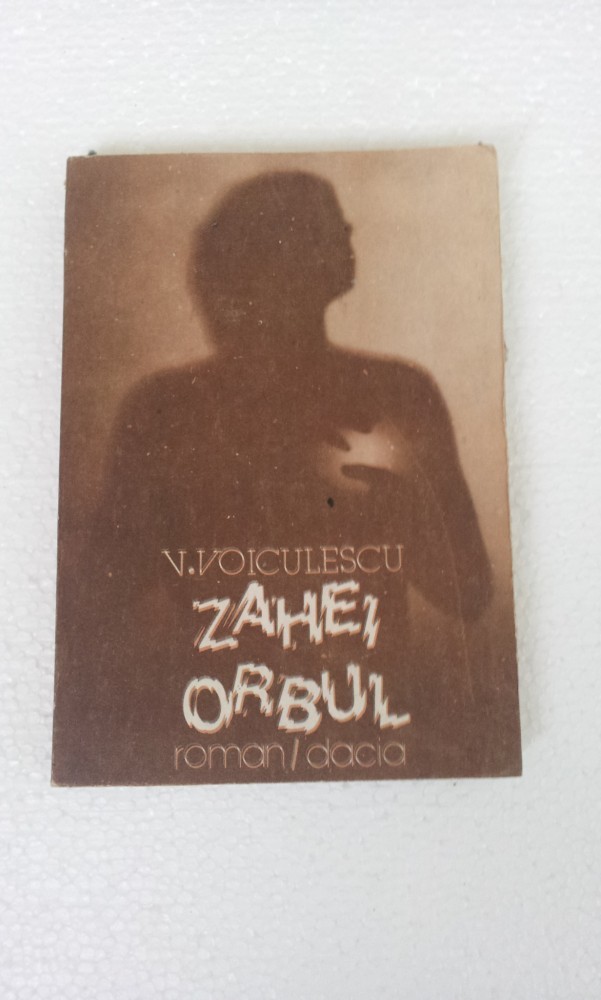 V.VOICULESCU
ZAHEI
ORBUL
roman/dacia